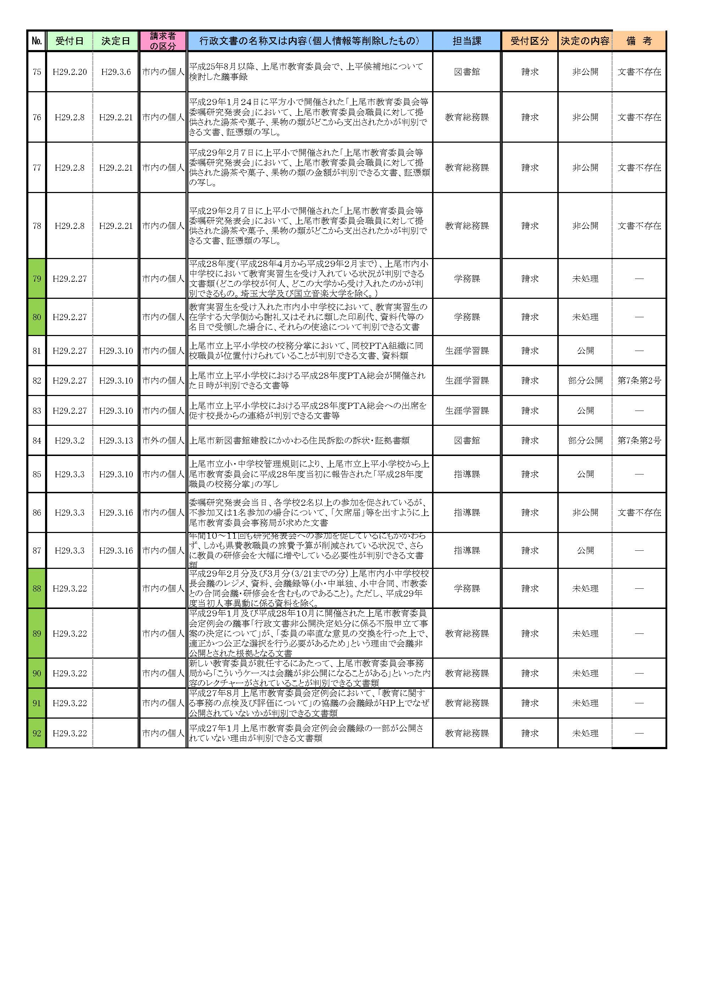 No. 受付日 決定日 請求者の区分 行政文書の名称又は内容（個人情報等削除したもの） 担当課 受付区分 決定の内容 備 考
75 H29.2.20 H29.3.6 市内の個人 平成25年8月以降、上尾市教育委員会で、上平候補地について
検討した議事録 図書館 請求 非公開 文書不存在
76 H29.2.8 H29.2.21 市内の個人 平成29年1月24日に平方小で開催された「上尾市教育委員会等
委嘱研究発表会」において、上尾市教育委員会職員に対して提
供された湯茶や菓子、果物の類がどこから支出されたかが判別で
きる文書、証憑類の写し。 教育総務課 請求 非公開 文書不存在
77 H29.2.8 H29.2.21 市内の個人 平成29年2月7日に上平小で開催された「上尾市教育委員会等
委嘱研究発表会」において、上尾市教育委員会職員に対して提
供された湯茶や菓子、果物の類の金額が判別できる文書、証憑類
の写し。 教育総務課 請求 非公開 文書不存在
78 H29.2.8 H29.2.21 市内の個人 平成29年2月7日に上平小で開催された「上尾市教育委員会等
委嘱研究発表会」において、上尾市教育委員会職員に対して提
供された湯茶や菓子、果物の類がどこから支出されたかが判別で
きる文書、証憑類の写し。 教育総務課 請求 非公開 文書不存在
79 H29.2.27 市内の個人 平成28年度（平成28年4月から平成29年2月まで）、上尾市内小
中学校において教育実習生を受け入れている状況が判別できる
文書類（どこの学校が何人、どこの大学から受け入れたのかが判
別できるもの。埼玉大学及び国立音楽大学を除く。） 学務課 請求 未処理 ―
80 H29.2.27 市内の個人 教育実習生を受け入れた市内小中学校において、教育実習生の
在学する大学側から謝礼又はそれに類した印刷代、資料代等の
名目で受領した場合に、それらの使途について判別できる文書 学務課 請求 未処理 ―
81 H29.2.27 H29.3.10 市内の個人 上尾市立上平小学校の校務分掌において、同校PTA組織に同
校職員が位置付けられていることが判別できる文書、資料類 生涯学習課 請求 公開 ―
82 H29.2.27 H29.3.10 市内の個人 上尾市立上平小学校における平成28年度PTA総会が開催され
た日時が判別できる文書等 生涯学習課 請求 部分公開 第7条第2号
83 H29.2.27 H29.3.10 市内の個人 上尾市立上平小学校における平成28年度PTA総会への出席を
促す校長からの連絡が判別できる文書等 生涯学習課 請求 公開 ―
84 H29.3.2 H29.3.13 市外の個人 上尾市新図書館建設にかかわる住民訴訟の訴状・証拠書類 図書館 請求 部分公開 第7条第2号
85 H29.3.3 H29.3.10 市内の個人 上尾市立小・中学校管理規則により、上尾市立上平小学校から上
尾市教育委員会に平成28年度当初に報告された「平成28年度
職員の校務分掌」の写し 指導課 請求 公開 ―
86 H29.3.3 H29.3.16 市内の個人 委嘱研究発表会当日、各学校2名以上の参加を促されているが、
不参加又は1名参加の場合について、「欠席届」等を出すように上
尾市教育委員会事務局が求めた文書 指導課 請求 非公開 文書不存在
87 H29.3.3 H29.3.16 市内の個人 年間10～11回も研究発表会への参加を促しているにもかかわら
ず、しかも県費教職員の旅費予算が削減されている状況で、さら
に教員の研修会を大幅に増やしている必要性が判別できる文書
類 指導課 請求 公開 ―
88 H29.3.22 市内の個人 平成29年2月分及び3月分（3/21までの分）上尾市内小中学校校
長会議のレジメ、資料、会議録等（小・中単独、小中合同、市教委
との合同会議・研修会を含むものであること）。ただし、平成29年
度当初人事異動に係る資料を除く。 学務課 請求 未処理 ―
89 H29.3.22 市内の個人 平成29年1月及び平成28年10月に開催された上尾市教育委員
会定例会の議事「行政文書非公開決定処分に係る不服申立て事
案の決定について」が、「委員の率直な意見の交換を行った上で、
適正かつ公正な選択を行う必要があるため」という理由で会議非
公開とされた根拠となる文書 教育総務課 請求 未処理 ―
90 H29.3.22 市内の個人 新しい教育委員が就任するにあたって、上尾市教育委員会事務
局から「こういうケースは会議が非公開になることがある」といった内
容のレクチャーがされていることが判別できる文書類 教育総務課 請求 未処理 ―
91 H29.3.22 市内の個人 平成27年8月上尾市教育委員会定例会において、「教育に関す
る事務の点検及び評価について」の協議の会議録がHP上でなぜ
公開されていないかが判別できる文書類 教育総務課 請求 未処理 ―
92 H29.3.22 市内の個人 平成27年1月上尾市教育委員会定例会会議録の一部が公開さ
れていない理由が判別できる文書類 教育総務課 請求 未処理 ―